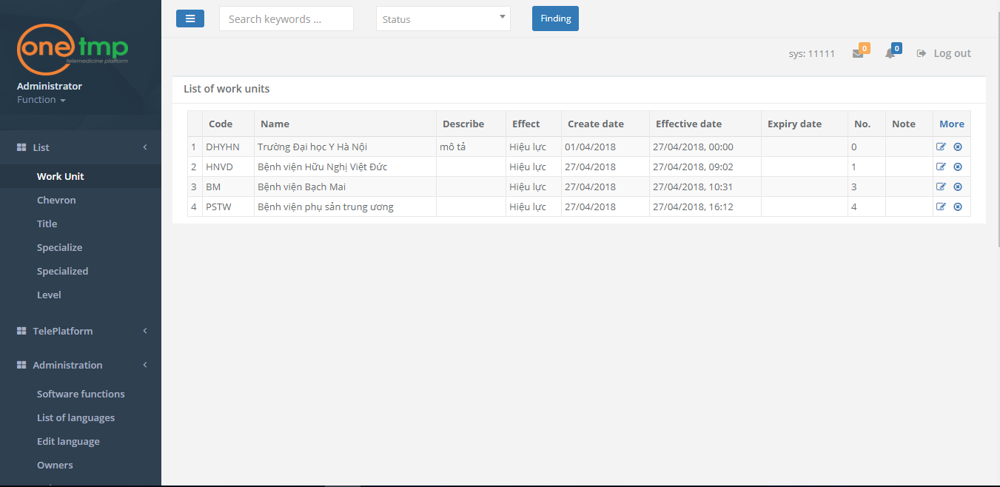 one tmp
telemedicine platform
Administrator
Function
List
Work Unit
Chevron
Title
Specialize
Specialized
Level
TelePlatform
Administration
Software functions
List of languages
Edit language
Owners
Search keywords ...
Status
Finding
sys: 11111
0
0
Log out
List of work units
Code Name Describe Effect Create date Effective date Expiry date No. Note More
1 DHYHN Trường Đại học Y Hà Nội mô tả Hiệu lực 01/04/2018 27/04/2018, 00:00 0
2 HNVD Bệnh viện Hữu Nghị Việt Đức Hiệu lực 27/04/2018 27/04/2018, 09:02 1
3 BM Bệnh viện Bạch Mai Hiệu lực 27/04/2018 27/04/2018, 10:31 3
4 PSTW Bệnh viện phụ sản trung ương Hiệu lực 27/04/2018 27/04/2018, 16:12 4